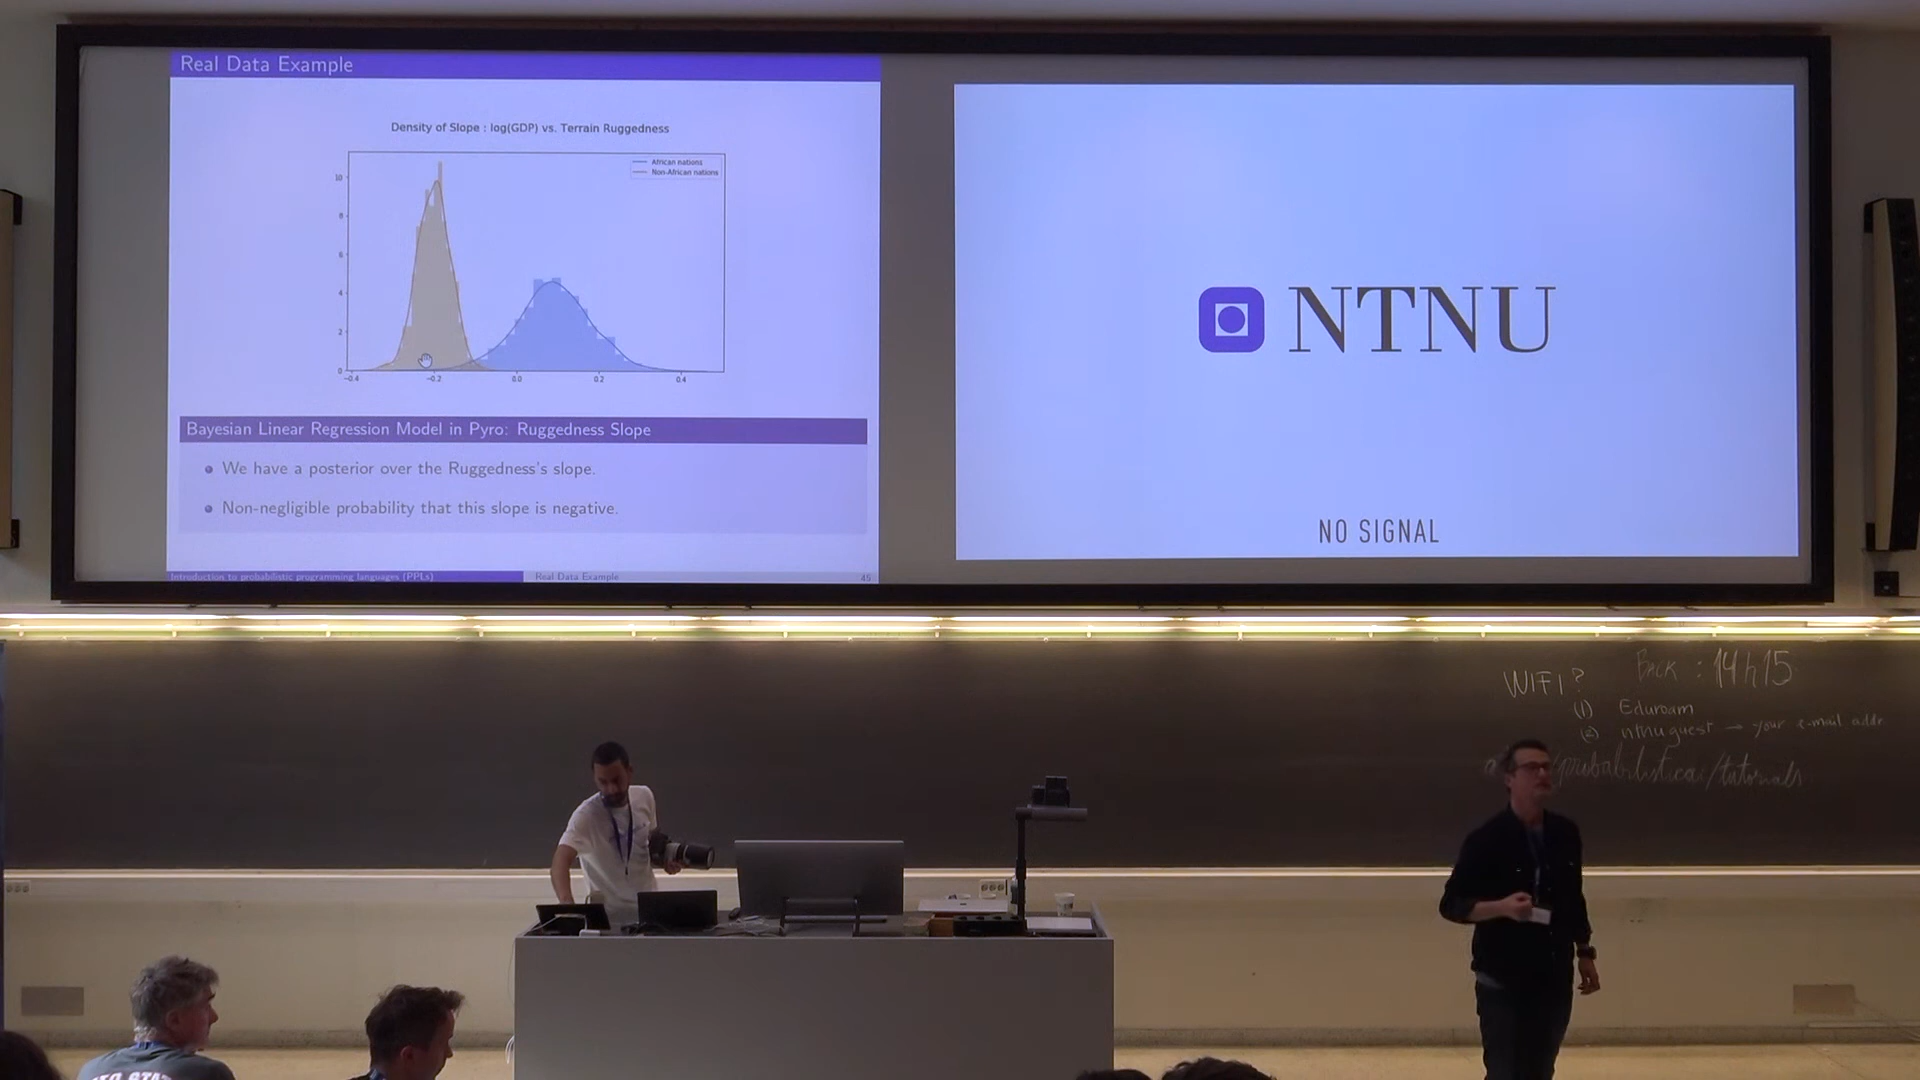 Real Data Example
Density of Slope : log(GDP) vs. Terrain Ruggedness
African nations
Non-African nations
10
8
6
4
2
0
-0.4 -0.2 0.0 0.2 0.4
Bayesian Linear Regression Model in Pyro: Ruggedness Slope
We have a posterior over the Ruggedness's slope.
Non-negligible probability that this slope is negative.
Introduction to probabilistic programming languages (PPLs) Real Data Example 45
NTNU
NO SIGNAL
BACK : 14h15
WIFI?
(1) Eduroam
(2) ntnuguest → your e-mail addr.
/probabilistica/tutorials